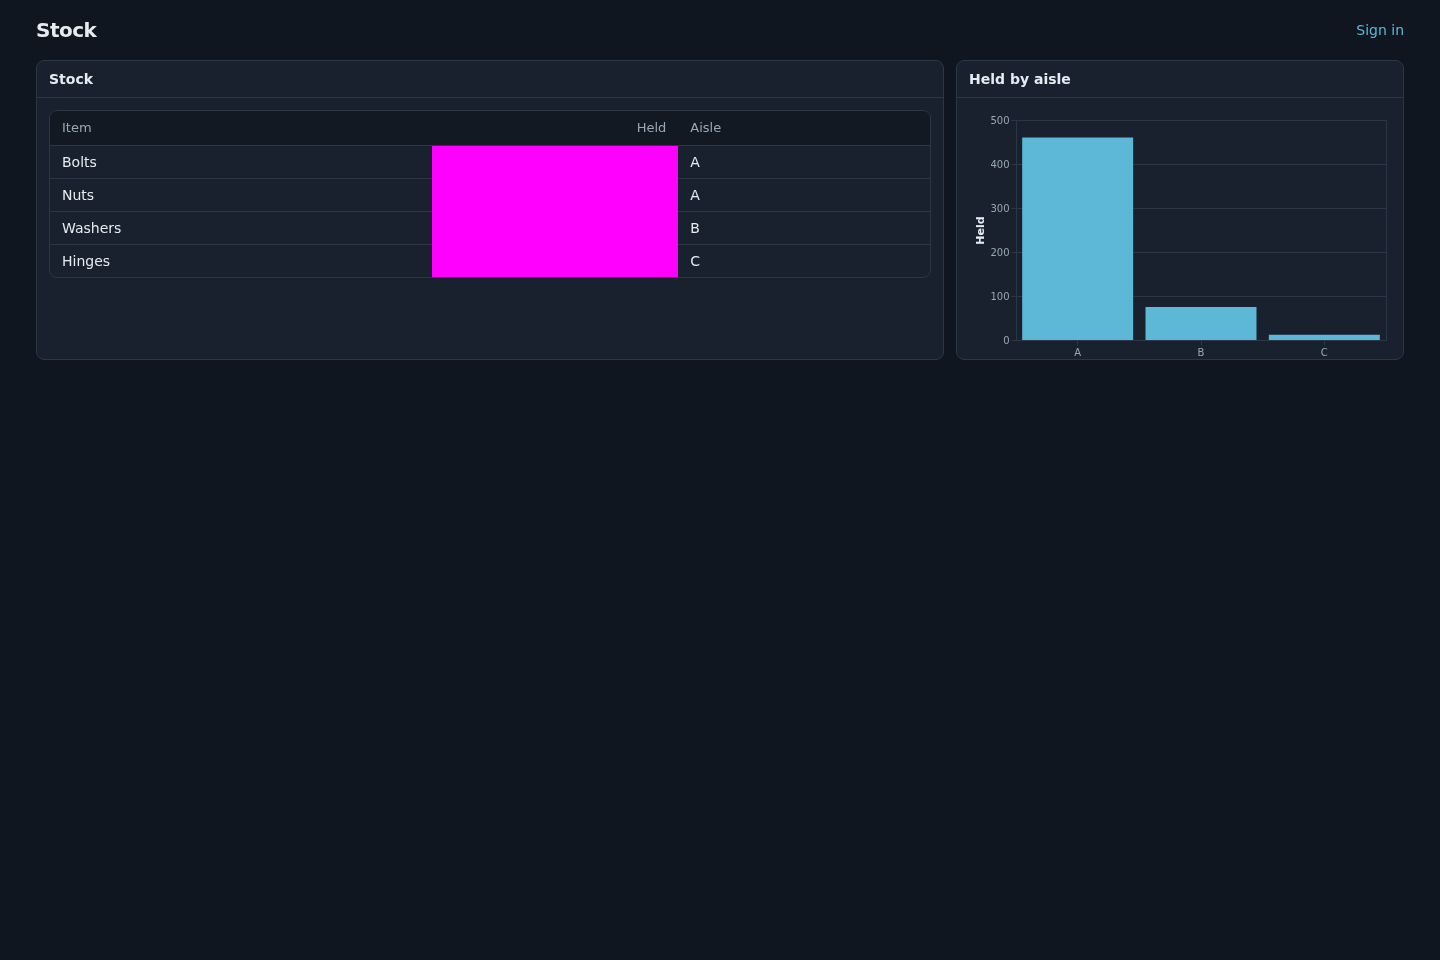 Stock
Sign in
Stock
Item Held Aisle
Bolts A
Nuts A
Washers B
Hinges C
Held by aisle
500
400
300
200
100
0
Held
A B C